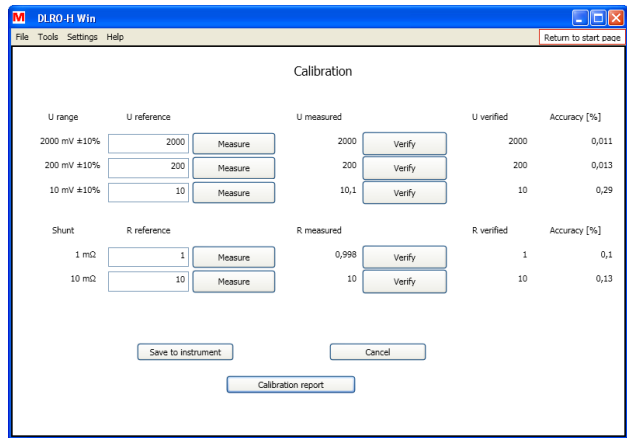 M DLRO-H Win
File Tools Settings Help Return to start page
Calibration
U range U reference U measured U verified Accuracy [%]
2000 mV ±10% 2000 Measure 2000 Verify 2000 0,011
200 mV ±10% 200 Measure 200 Verify 200 0,013
10 mV ±10% 10 Measure 10,1 Verify 10 0,29
Shunt R reference R measured R verified Accuracy [%]
1 mΩ 1 Measure 0,998 Verify 1 0,1
10 mΩ 10 Measure 10 Verify 10 0,13
Save to instrument Cancel
Calibration report